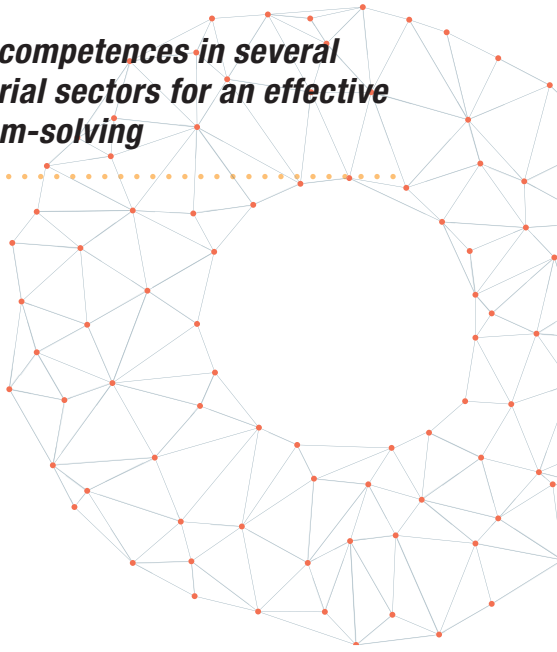 competences in several
rial sectors for an effective
m-solving